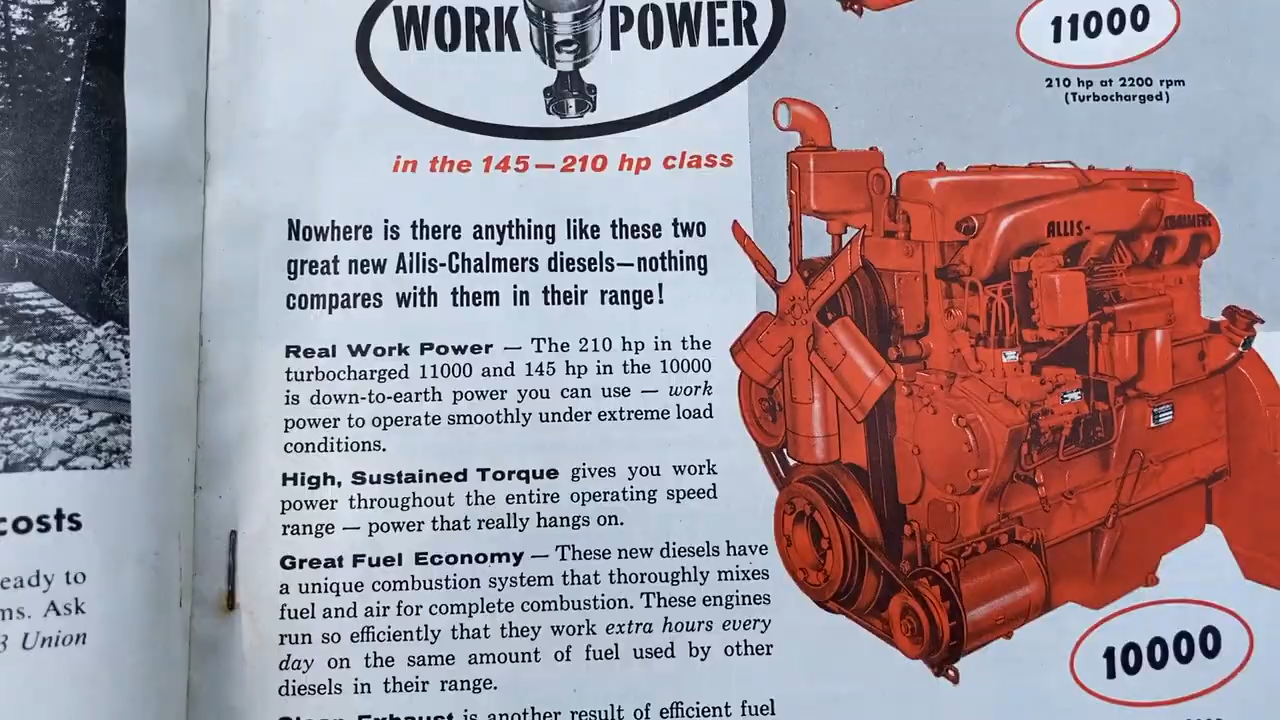 WORK POWER
in the 145—210 hp class
Nowhere is there anything like these two
great new Allis-Chalmers diesels—nothing
compares with them in their range!
Real Work Power — The 210 hp in the
turbocharged 11000 and 145 hp in the 10000
is down-to-earth power you can use — work
power to operate smoothly under extreme load
conditions.
High, Sustained Torque gives you work
power throughout the entire operating speed
range — power that really hangs on.
Great Fuel Economy — These new diesels have
a unique combustion system that thoroughly mixes
fuel and air for complete combustion. These engines
run so efficiently that they work extra hours every
day on the same amount of fuel used by other
diesels in their range.
Clean Exhaust is another result of efficient fuel
11000
210 hp at 2200 rpm
(Turbocharged)
ALLIS-CHALMERS
10000
costs
eady to
ms. Ask
3 Union